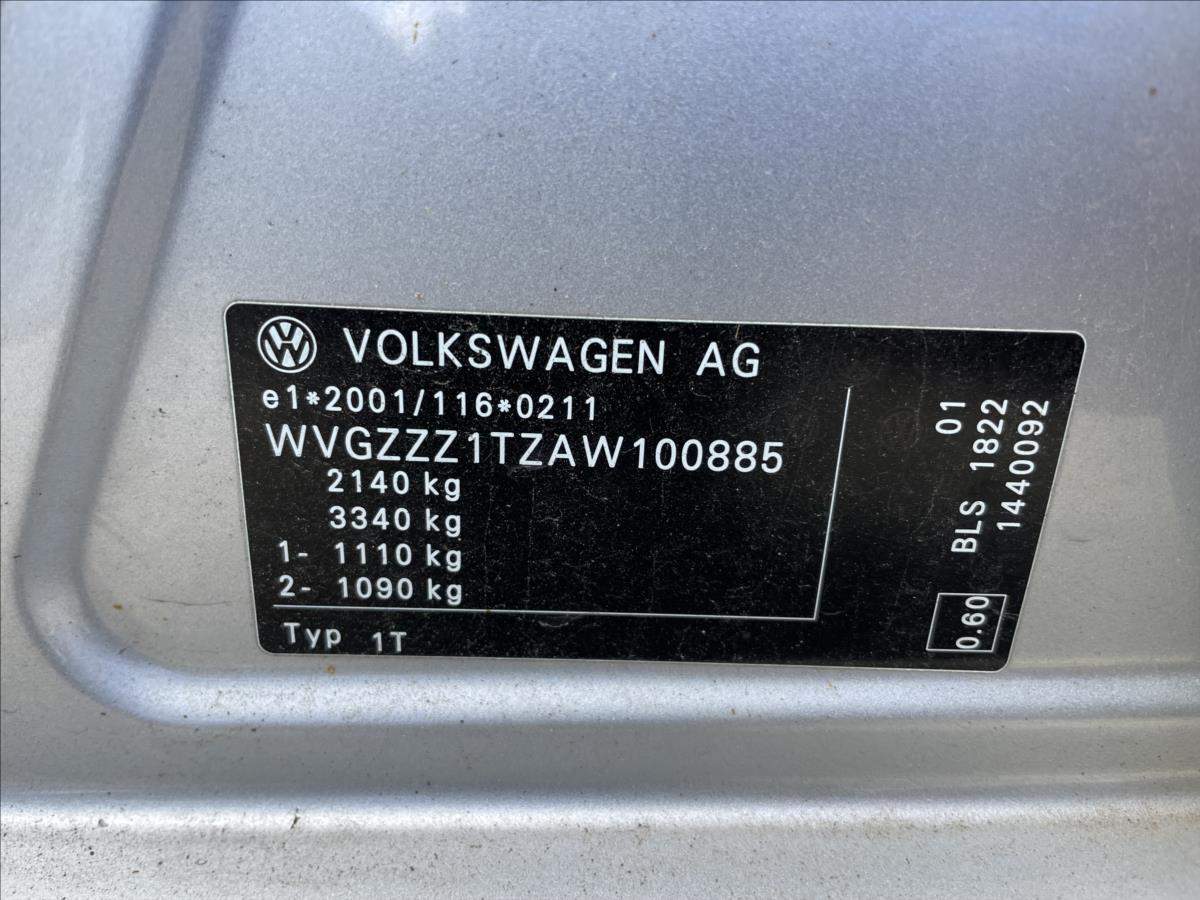 VOLKSWAGEN AG
e1*2001/116*0211
WVGZZZ1TZAW100885
2140 kg
3340 kg
1- 1110 kg
2- 1090 kg
Typ 1T
01
BLS 1822
1440092
0.60